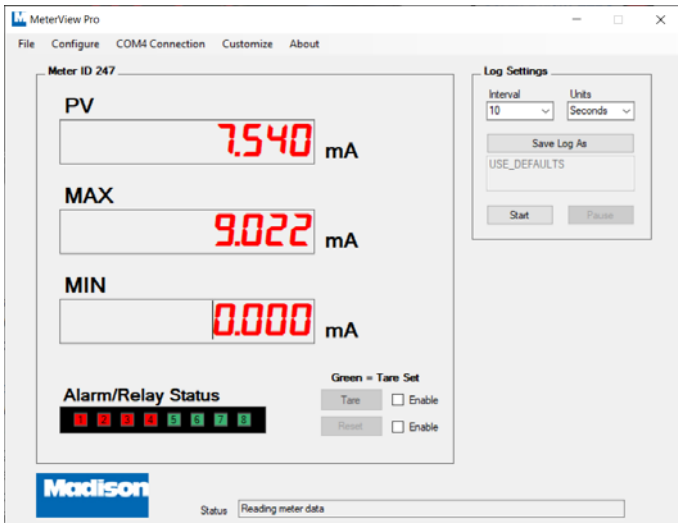 MeterView Pro
File Configure COM4 Connection Customize About
Meter ID 247
PV
7.540 mA
MAX
9.022 mA
MIN
0.000 mA
Alarm/Relay Status
1 2 3 4 5 6 7 8
Green = Tare Set
Tare Enable
Reset Enable
Log Settings
Interval Units
10 Seconds
Save Log As
USE_DEFAULTS
Start Pause
Madison
Status Reading meter data